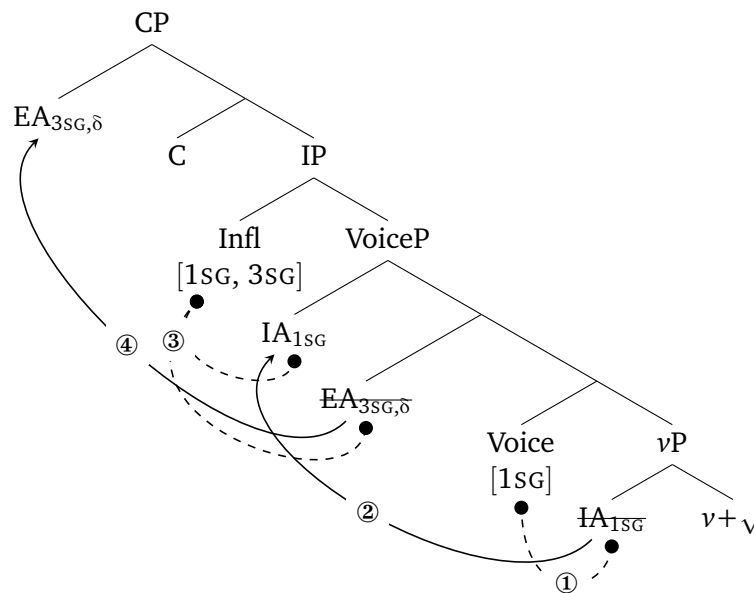 CP
EA3SG,δ
C IP
Infl VoiceP
[1SG, 3SG]
IA1SG
④ ③
EA3SG,δ
Voice vP
[1SG]
② IA1SG v+√
①